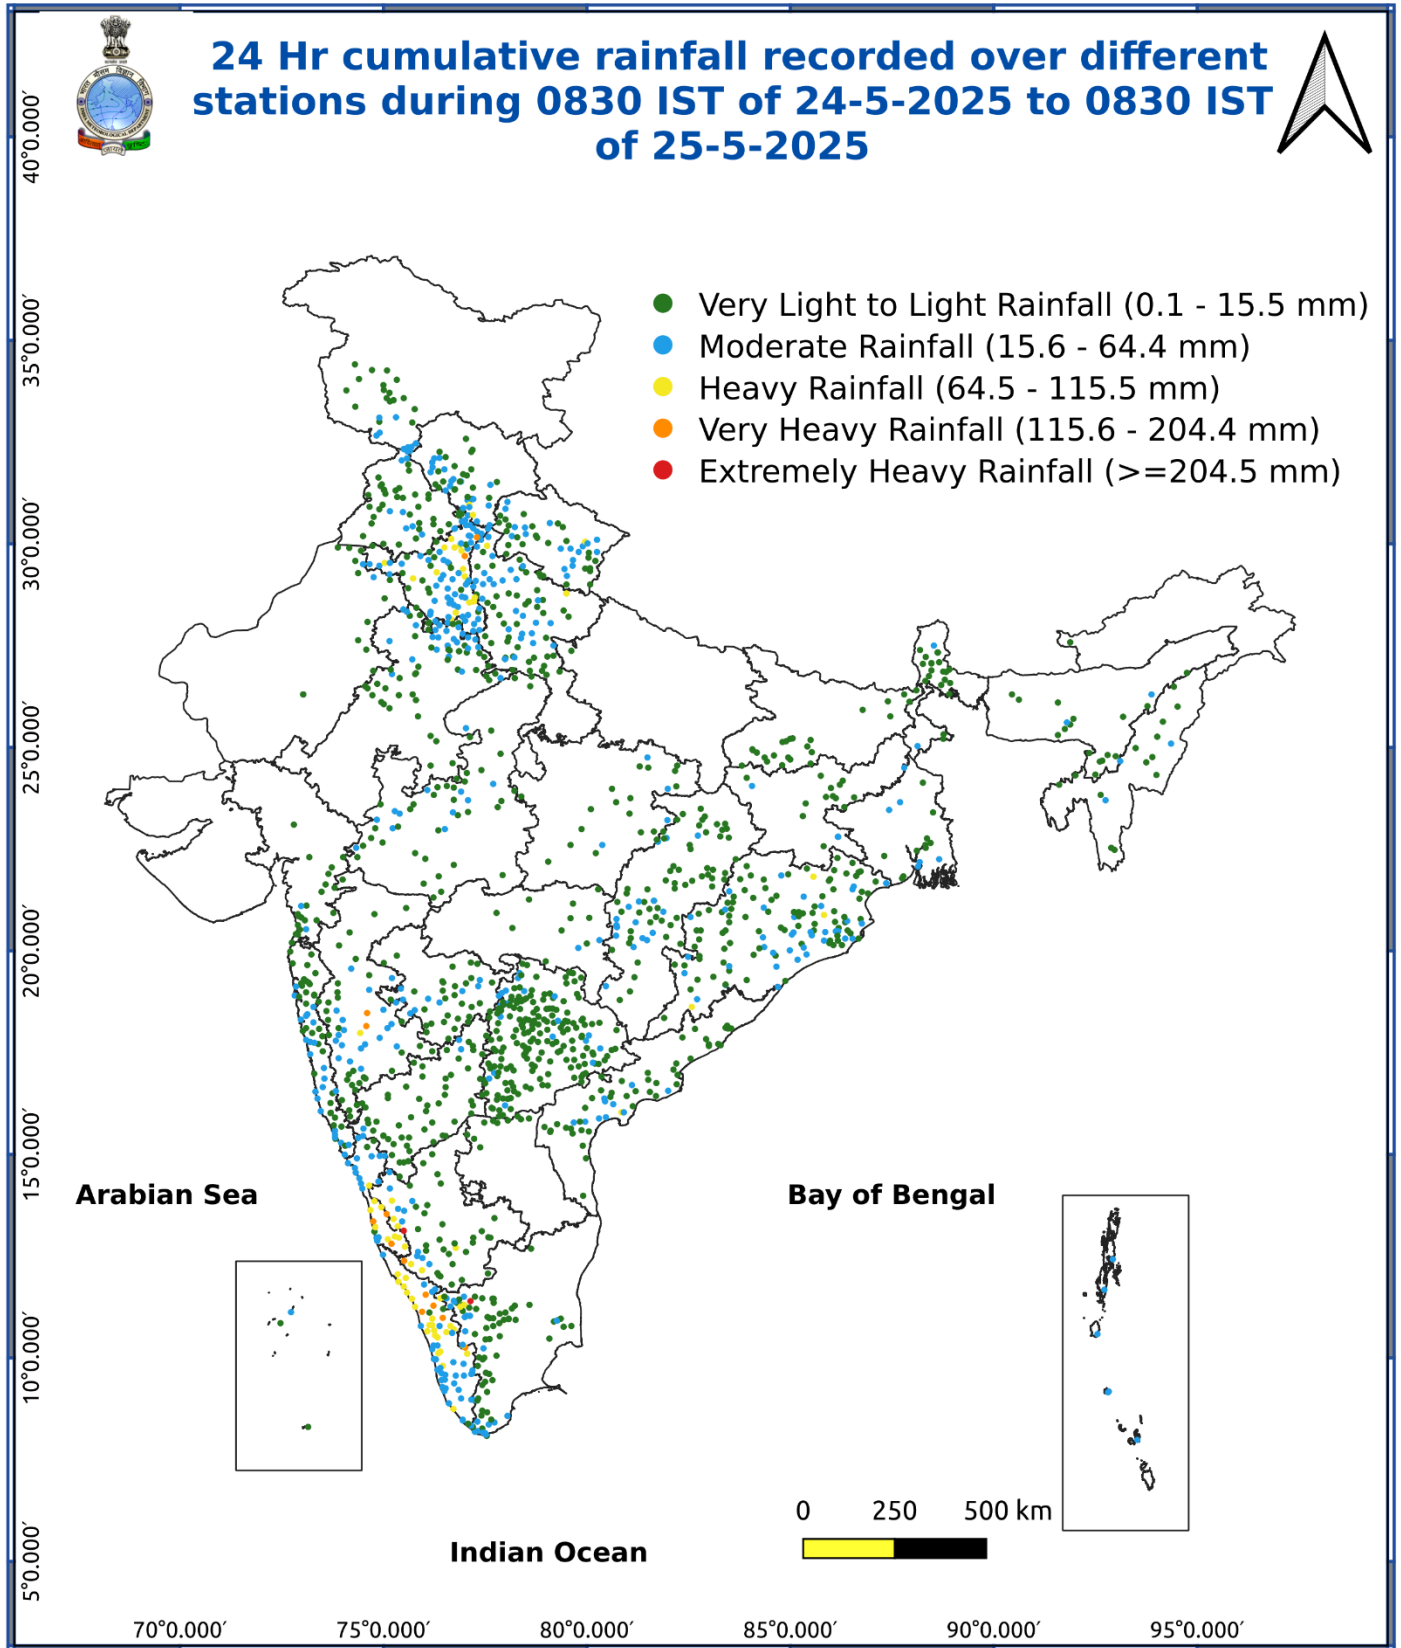 24 Hr cumulative rainfall recorded over different
stations during 0830 IST of 24-5-2025 to 0830 IST
of 25-5-2025
Very Light to Light Rainfall (0.1 - 15.5 mm)
Moderate Rainfall (15.6 - 64.4 mm)
Heavy Rainfall (64.5 - 115.5 mm)
Very Heavy Rainfall (115.6 - 204.4 mm)
Extremely Heavy Rainfall (>=204.5 mm)
40°0.000′
35°0.000′
30°0.000′
25°0.000′
20°0.000′
15°0.000′
10°0.000′
5°0.000′
Arabian Sea
Bay of Bengal
Indian Ocean
0 250 500 km
70°0.000′ 75°0.000′ 80°0.000′ 85°0.000′ 90°0.000′ 95°0.000′